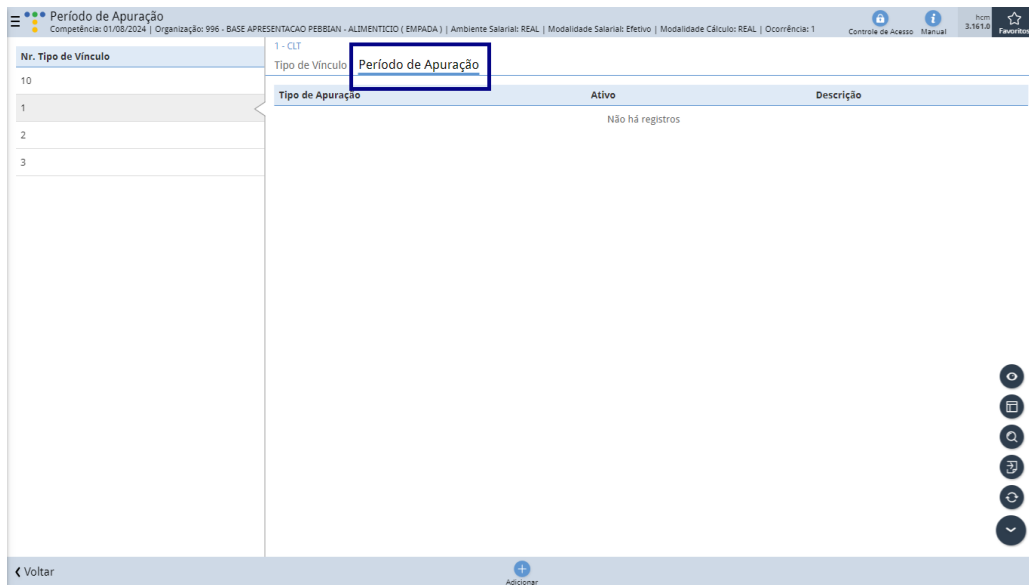 Período de Apuração
Competência: 01/08/2024 | Organização: 996 - BASE APRESENTACAO PEBBIAN - ALIMENTICIO ( EMPADA ) | Ambiente Salarial: REAL | Modalidade Salarial: Efetivo | Modalidade Cálculo: REAL | Ocorrência: 1
Controle de Acesso
Manual
hcm
3.161.0
Favoritos
Nr. Tipo de Vínculo
10
1
2
3
1 - CLT
Tipo de Vínculo Período de Apuração
Tipo de Apuração Ativo Descrição
Não há registros
Voltar
Adicionar